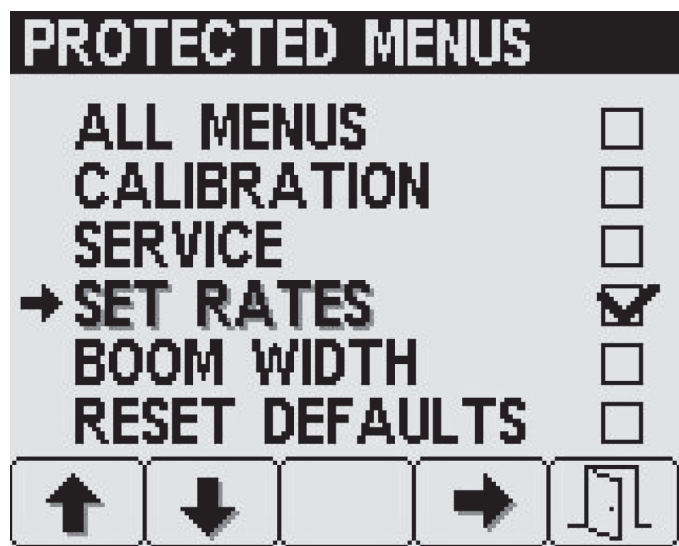 PROTECTED MENUS
ALL MENUS
CALIBRATION
SERVICE
SET RATES
BOOM WIDTH
RESET DEFAULTS